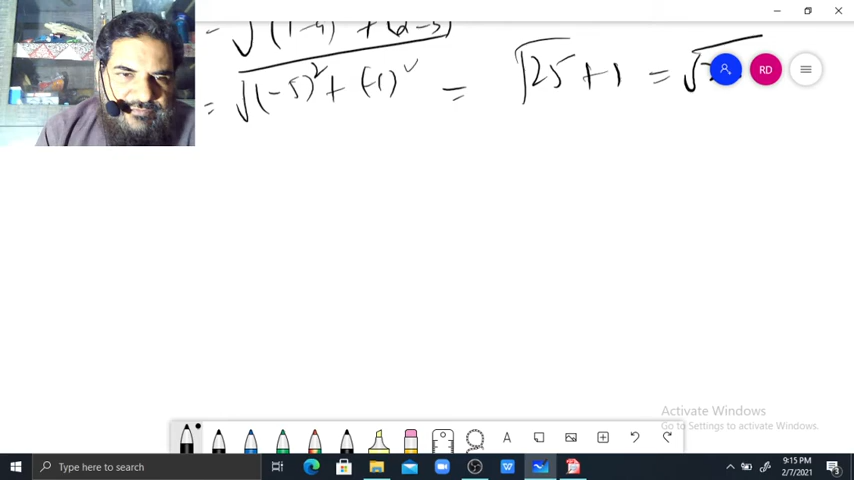 = √(-5)² + (-1)² = √25 + 1 = √
RD
Activate Windows
Go to Settings to activate Windows.
A
Type here to search
W
9:15 PM
2/7/2021
3